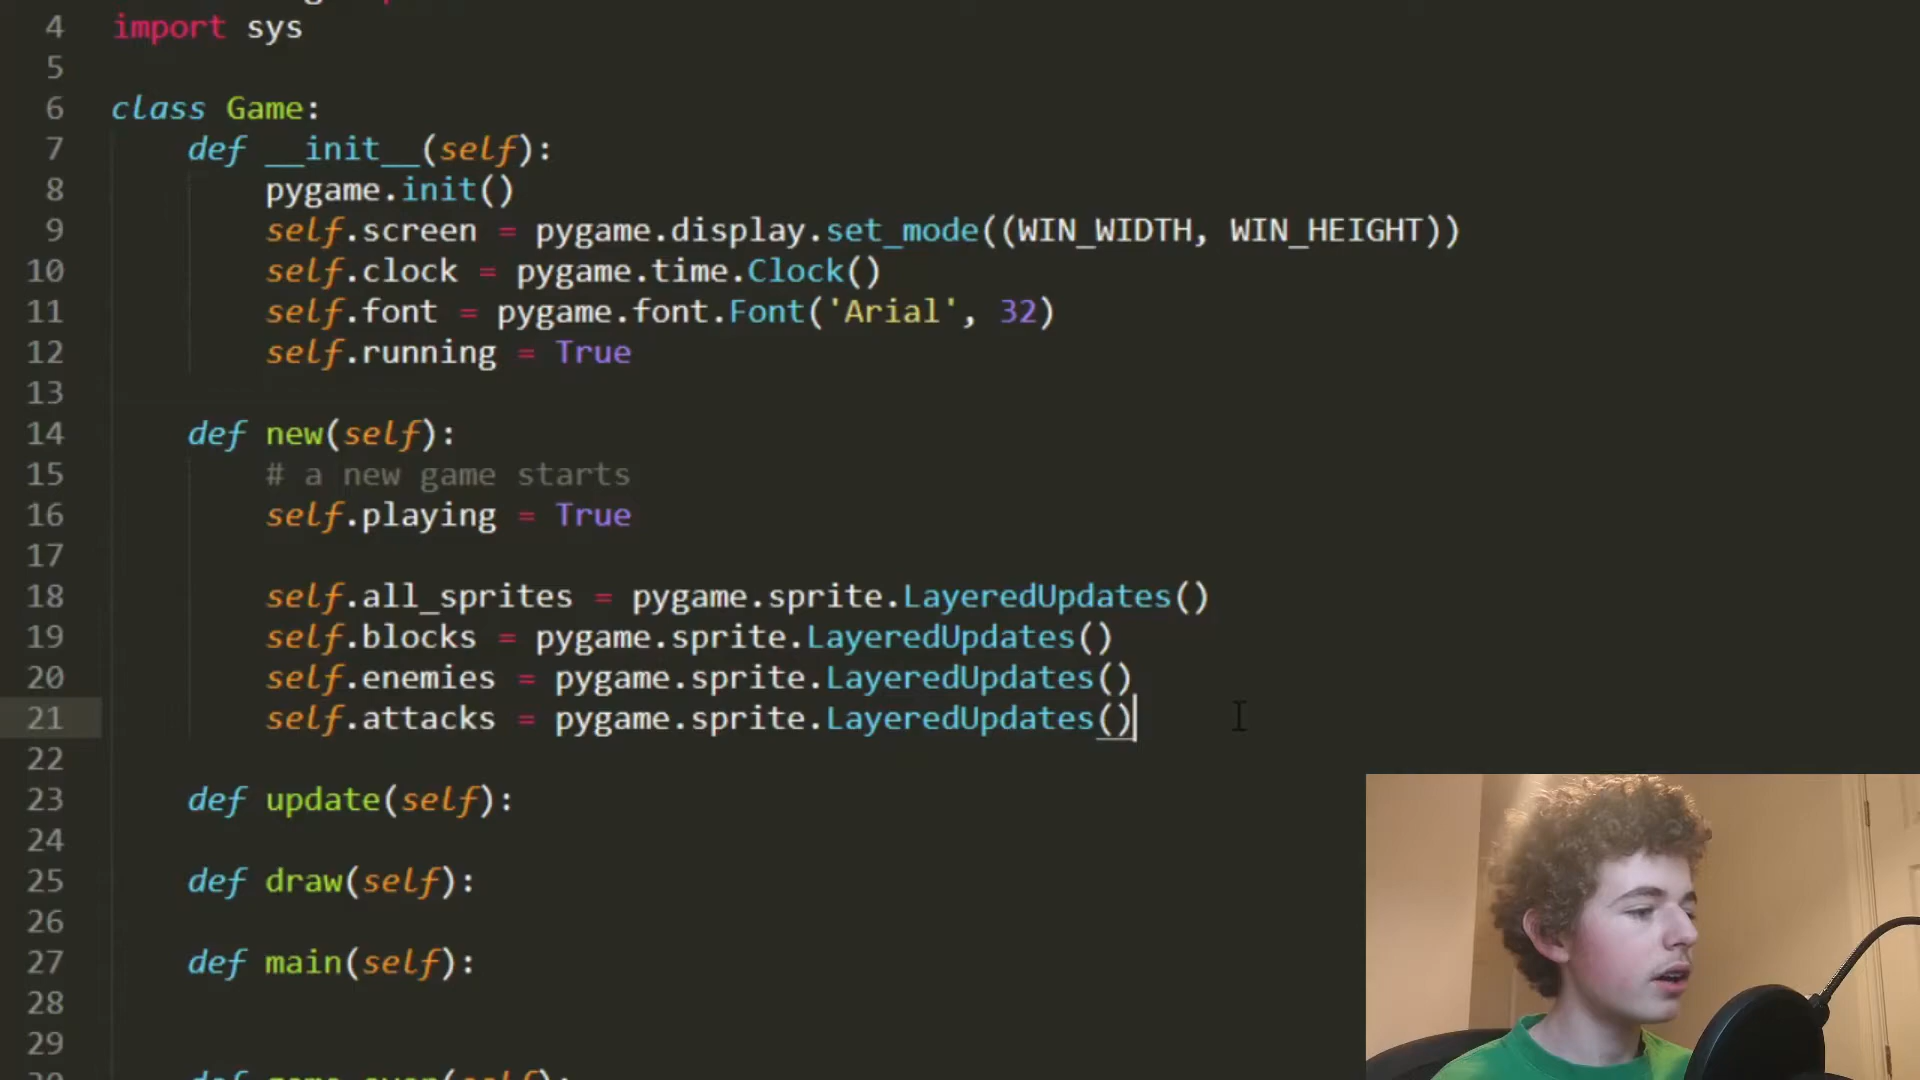 4 import sys
5
6 class Game:
7 def __init__(self):
8 pygame.init()
9 self.screen = pygame.display.set_mode((WIN_WIDTH, WIN_HEIGHT))
10 self.clock = pygame.time.Clock()
11 self.font = pygame.font.Font('Arial', 32)
12 self.running = True
13
14 def new(self):
15 # a new game starts
16 self.playing = True
17
18 self.all_sprites = pygame.sprite.LayeredUpdates()
19 self.blocks = pygame.sprite.LayeredUpdates()
20 self.enemies = pygame.sprite.LayeredUpdates()
21 self.attacks = pygame.sprite.LayeredUpdates()
22
23 def update(self):
24
25 def draw(self):
26
27 def main(self):
28
29